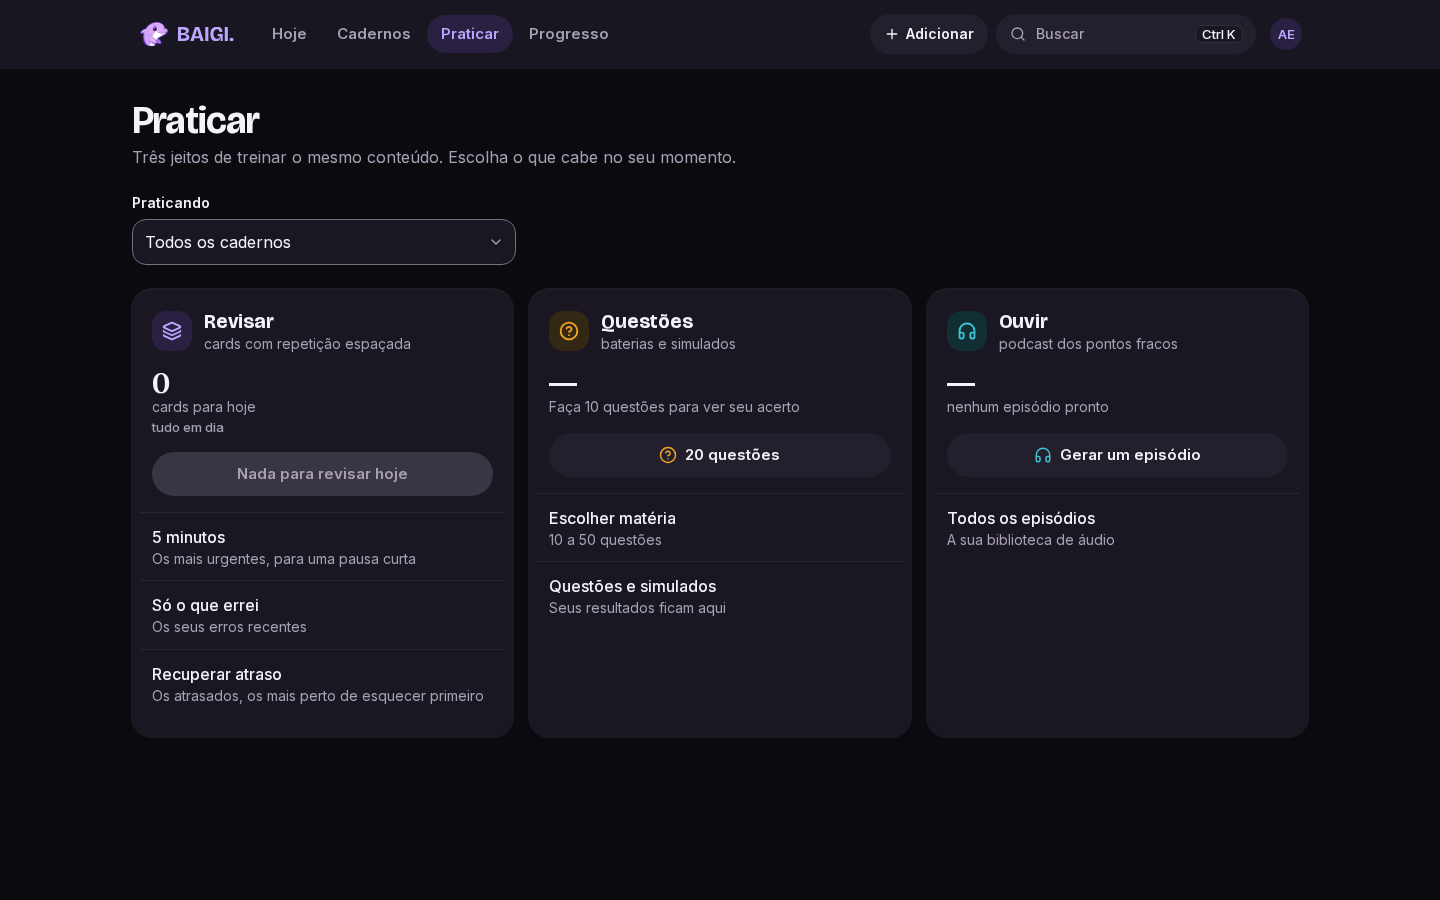 BAIGI.
Hoje
Cadernos
Praticar
Progresso
Adicionar
Buscar
Ctrl K
AE
Praticar
Três jeitos de treinar o mesmo conteúdo. Escolha o que cabe no seu momento.
Praticando
Todos os cadernos
Revisar
cards com repetição espaçada
0
cards para hoje
tudo em dia
Nada para revisar hoje
5 minutos
Os mais urgentes, para uma pausa curta
Só o que errei
Os seus erros recentes
Recuperar atraso
Os atrasados, os mais perto de esquecer primeiro
Questões
baterias e simulados
—
Faça 10 questões para ver seu acerto
20 questões
Escolher matéria
10 a 50 questões
Questões e simulados
Seus resultados ficam aqui
Ouvir
podcast dos pontos fracos
—
nenhum episódio pronto
Gerar um episódio
Todos os episódios
A sua biblioteca de áudio